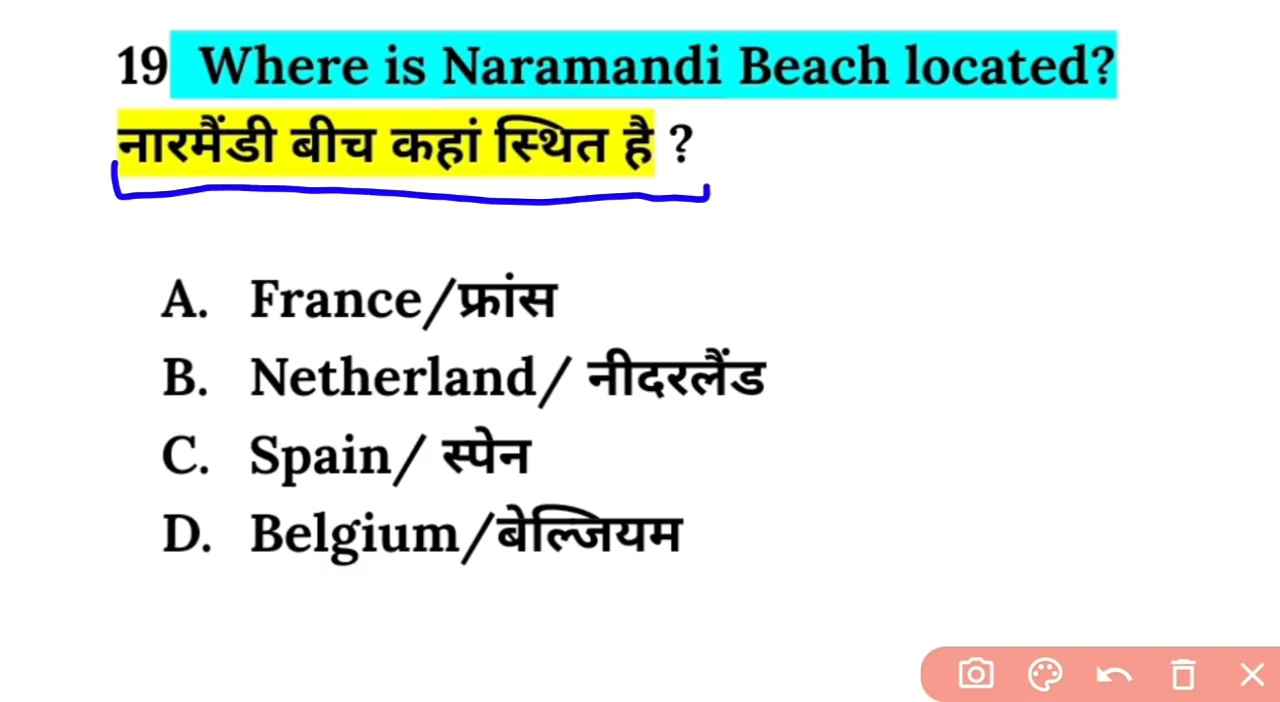 19 Where is Naramandi Beach located?
नारमैंडी बीच कहां स्थित है ?
A. France/फ्रांस
B. Netherland/ नीदरलैंड
C. Spain/ स्पेन
D. Belgium/बेल्जियम